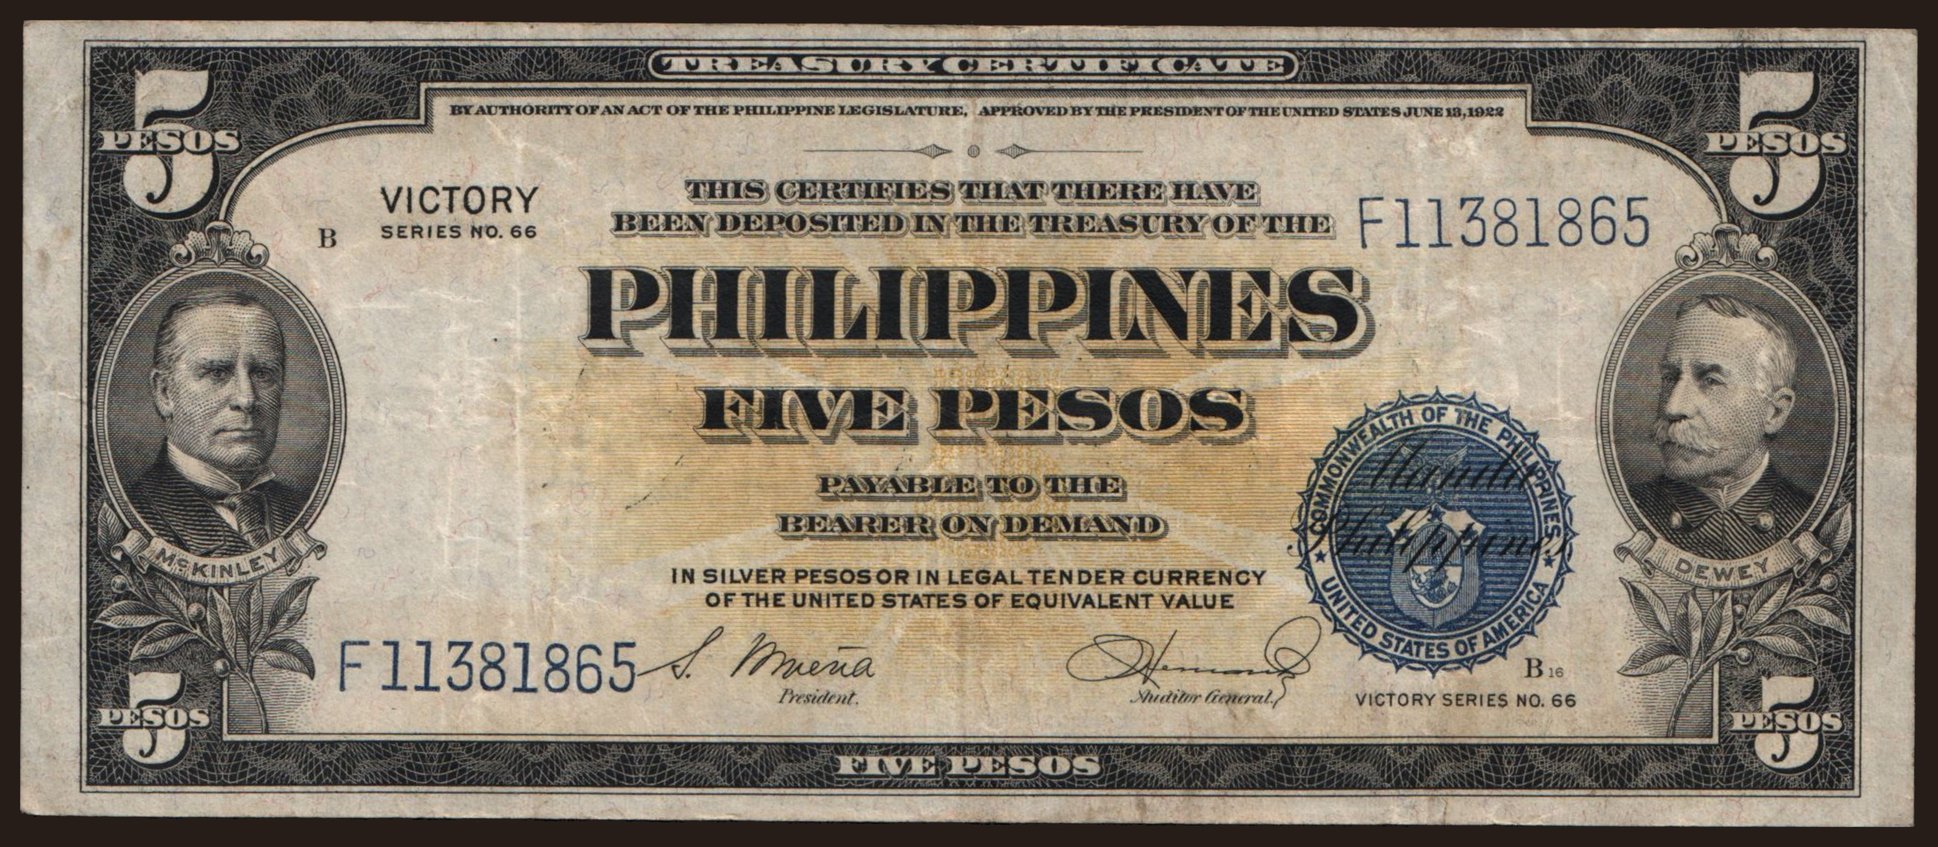 TREASURY CERTIFICATE
5
PESOS
5
PESOS
BY AUTHORITY OF AN ACT OF THE PHILIPPINE LEGISLATURE, APPROVED BY THE PRESIDENT OF THE UNITED STATES JUNE 13, 1922
VICTORY
SERIES NO. 66
B
THIS CERTIFIES THAT THERE HAVE
BEEN DEPOSITED IN THE TREASURY OF THE
F11381865
PHILIPPINES
FIVE PESOS
PAYABLE TO THE
BEARER ON DEMAND
IN SILVER PESOS OR IN LEGAL TENDER CURRENCY
OF THE UNITED STATES OF EQUIVALENT VALUE
McKINLEY
DEWEY
COMMONWEALTH OF THE PHILIPPINES
UNITED STATES OF AMERICA
Manila
Philippines
F11381865
S. Osmeña
President.
Auditor General.
B 16
VICTORY SERIES NO. 66
5
PESOS
5
PESOS
FIVE PESOS